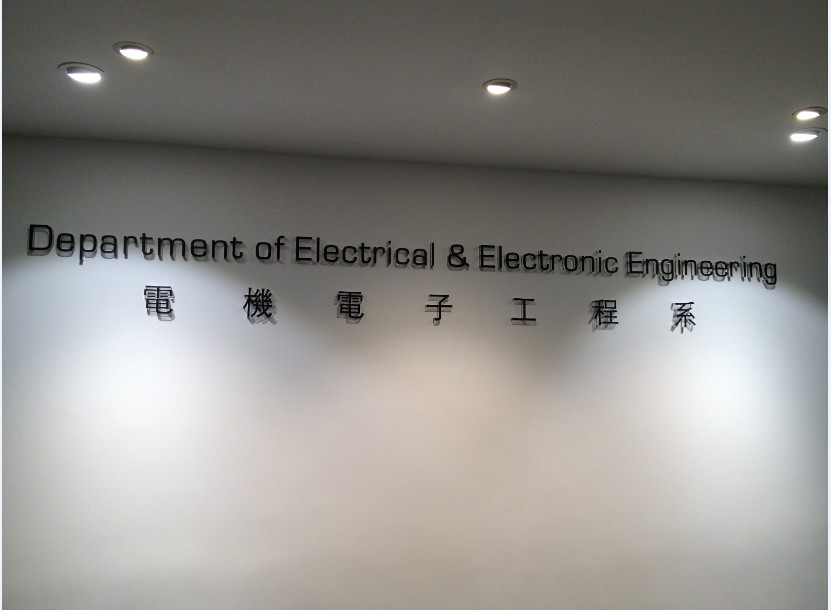 Department of Electrical & Electronic Engineering
電機電子工程系